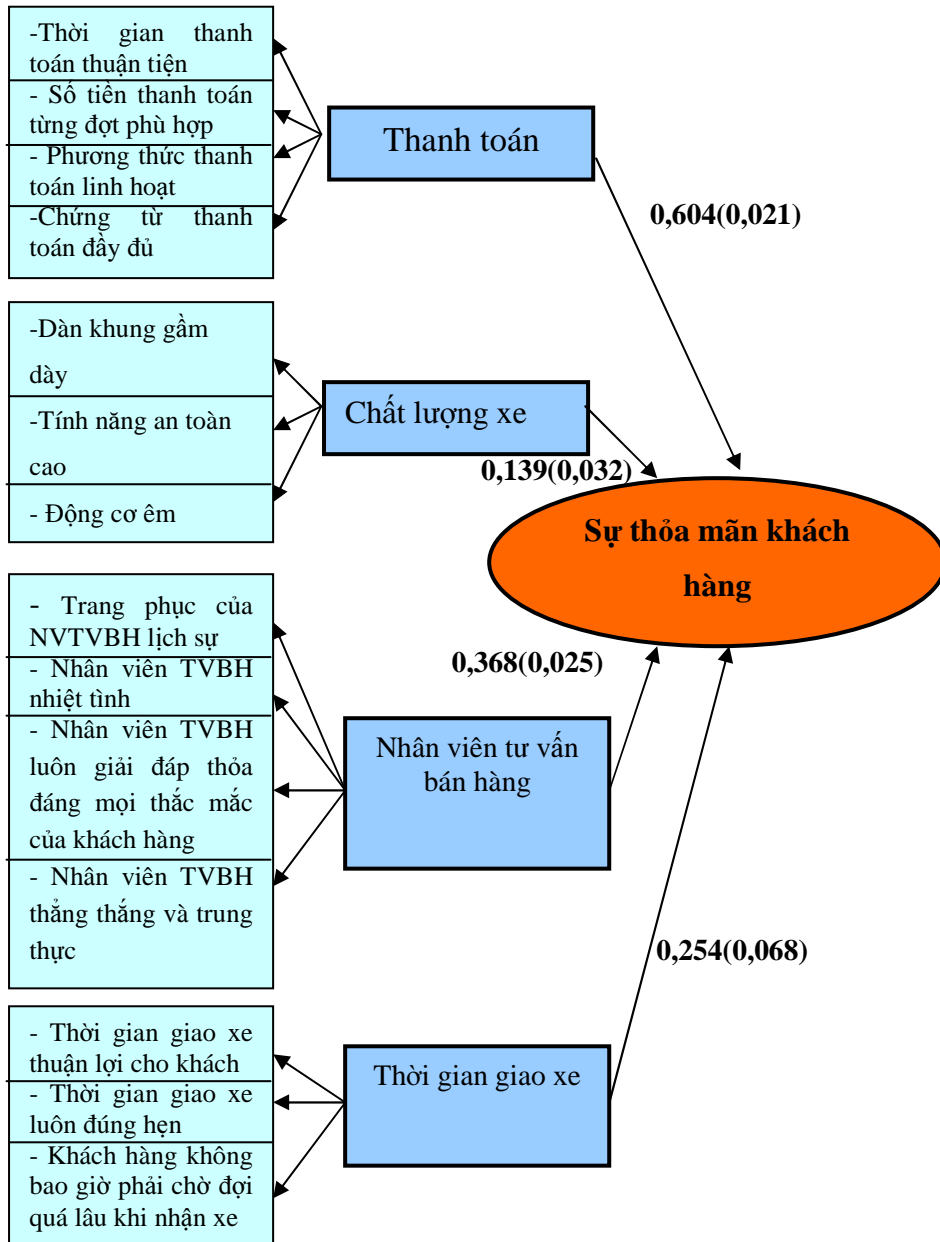 -Thời gian thanh
toán thuận tiện
- Số tiền thanh toán
từng đợt phù hợp
- Phương thức thanh
toán linh hoạt
-Chứng từ thanh
toán đầy đủ
Thanh toán
0,604(0,021)
-Dàn khung gầm
dày
-Tính năng an toàn
cao
- Động cơ êm
Chất lượng xe
0,139(0,032)
Sự thỏa mãn khách
hàng
- Trang phục của
NVTVBH lịch sự
- Nhân viên TVBH
nhiệt tình
- Nhân viên TVBH
luôn giải đáp thỏa
đáng mọi thắc mắc
của khách hàng
- Nhân viên TVBH
thẳng thắng và trung
thực
Nhân viên tư vấn
bán hàng
0,368(0,025)
- Thời gian giao xe
thuận lợi cho khách
- Thời gian giao xe
luôn đúng hẹn
- Khách hàng không
bao giờ phải chờ đợi
quá lâu khi nhận xe
Thời gian giao xe
0,254(0,068)